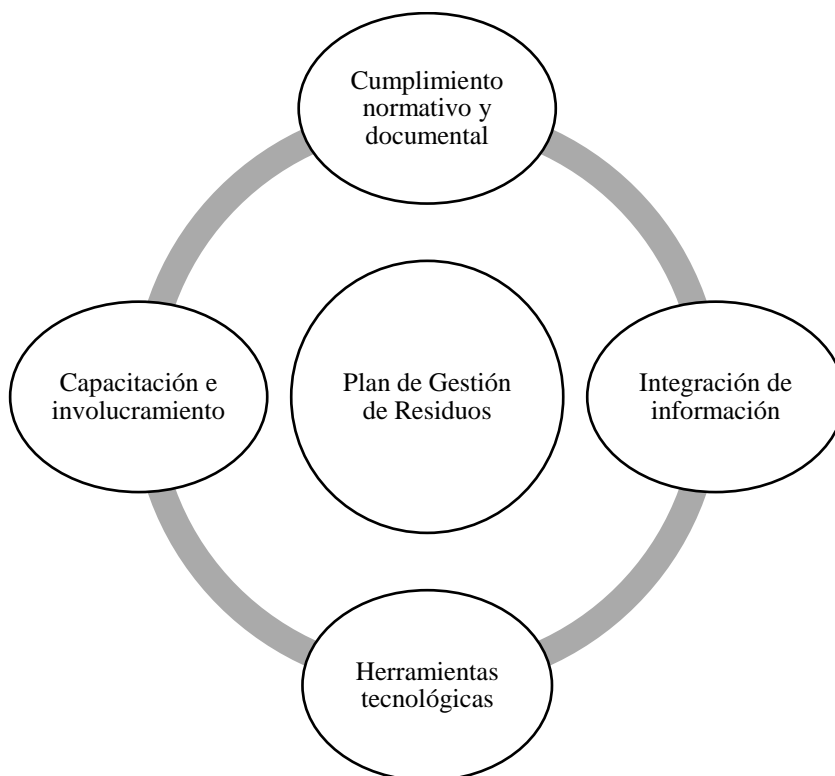 Cumplimiento
normativo y
documental
Capacitación e
involucramiento
Plan de Gestión
de Residuos
Integración de
información
Herramientas
tecnológicas